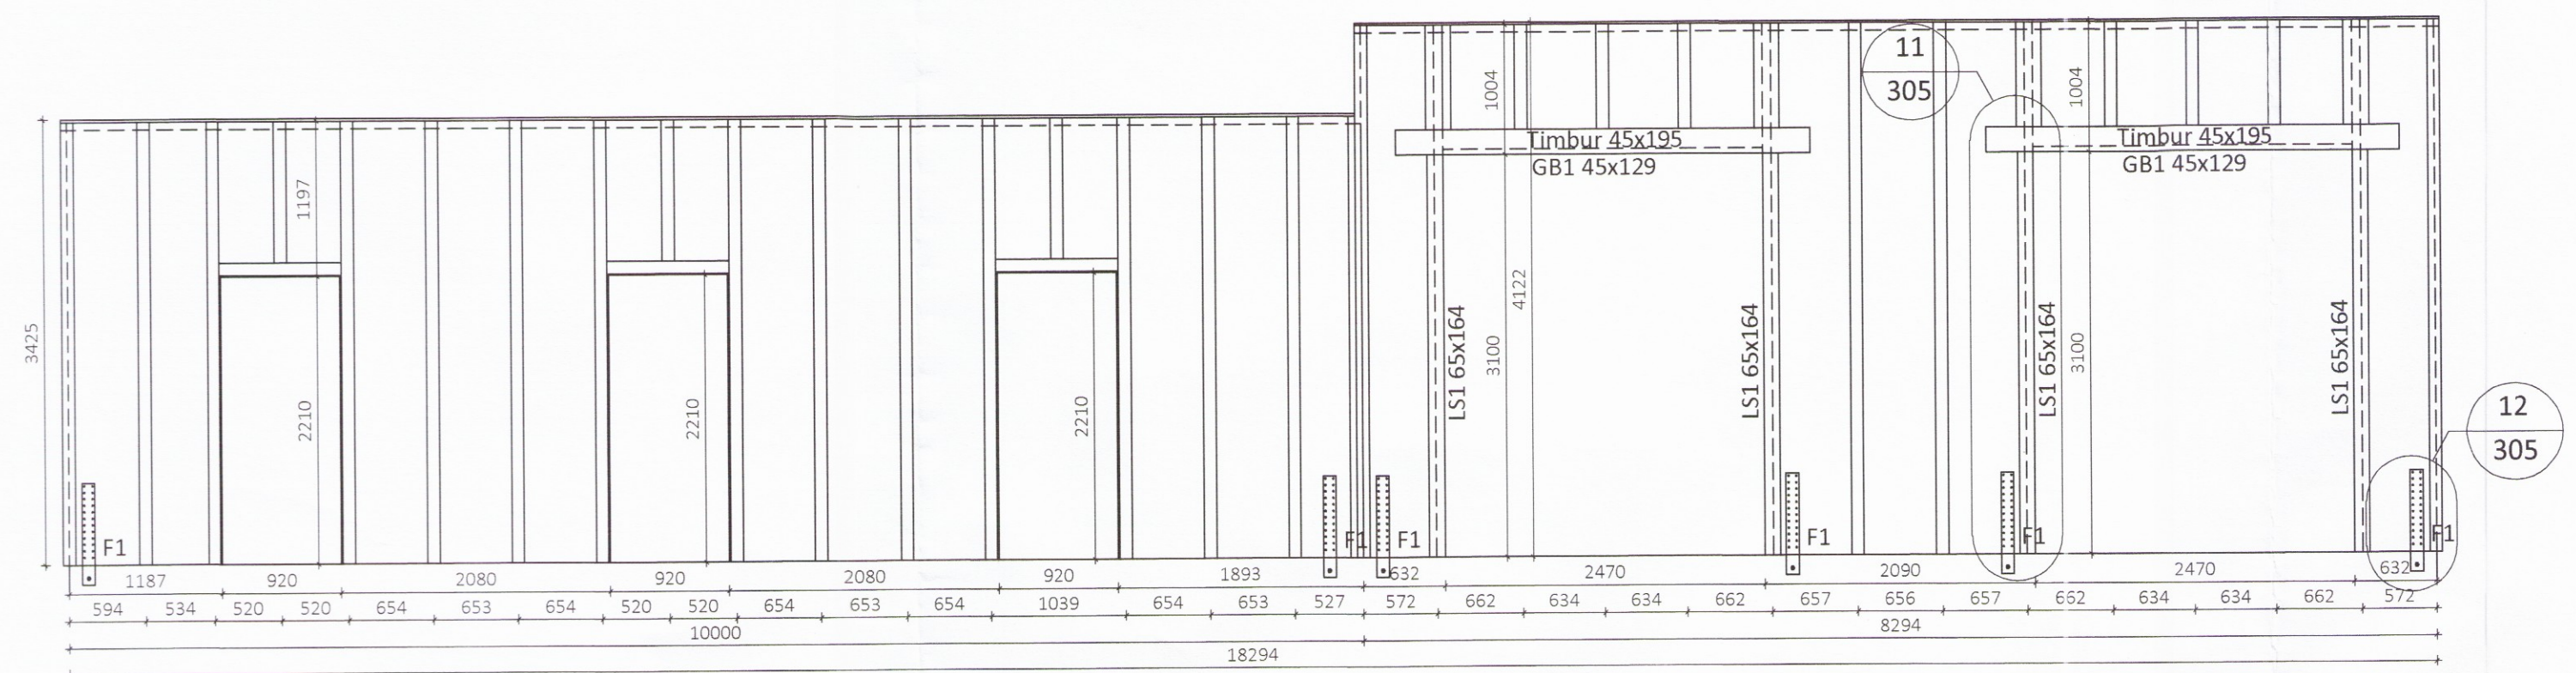 11
305
1004
1004
Timbur 45x195
GB1 45x129
Timbur 45x195
GB1 45x129
1197
3425
2210
2210
2210
4122
3100
3100
LS1 65x164
LS1 65x164
LS1 65x164
LS1 65x164
12
305
F1
F1
F1
F1
F1
F1
1187 920 2080 920 2080 920 1893 632 2470 2090 2470 632
594 534 520 520 654 653 654 520 520 654 653 654 1039 654 653 527 572 662 634 634 662 657 656 657 662 634 634 662 572
10000 8294
18294